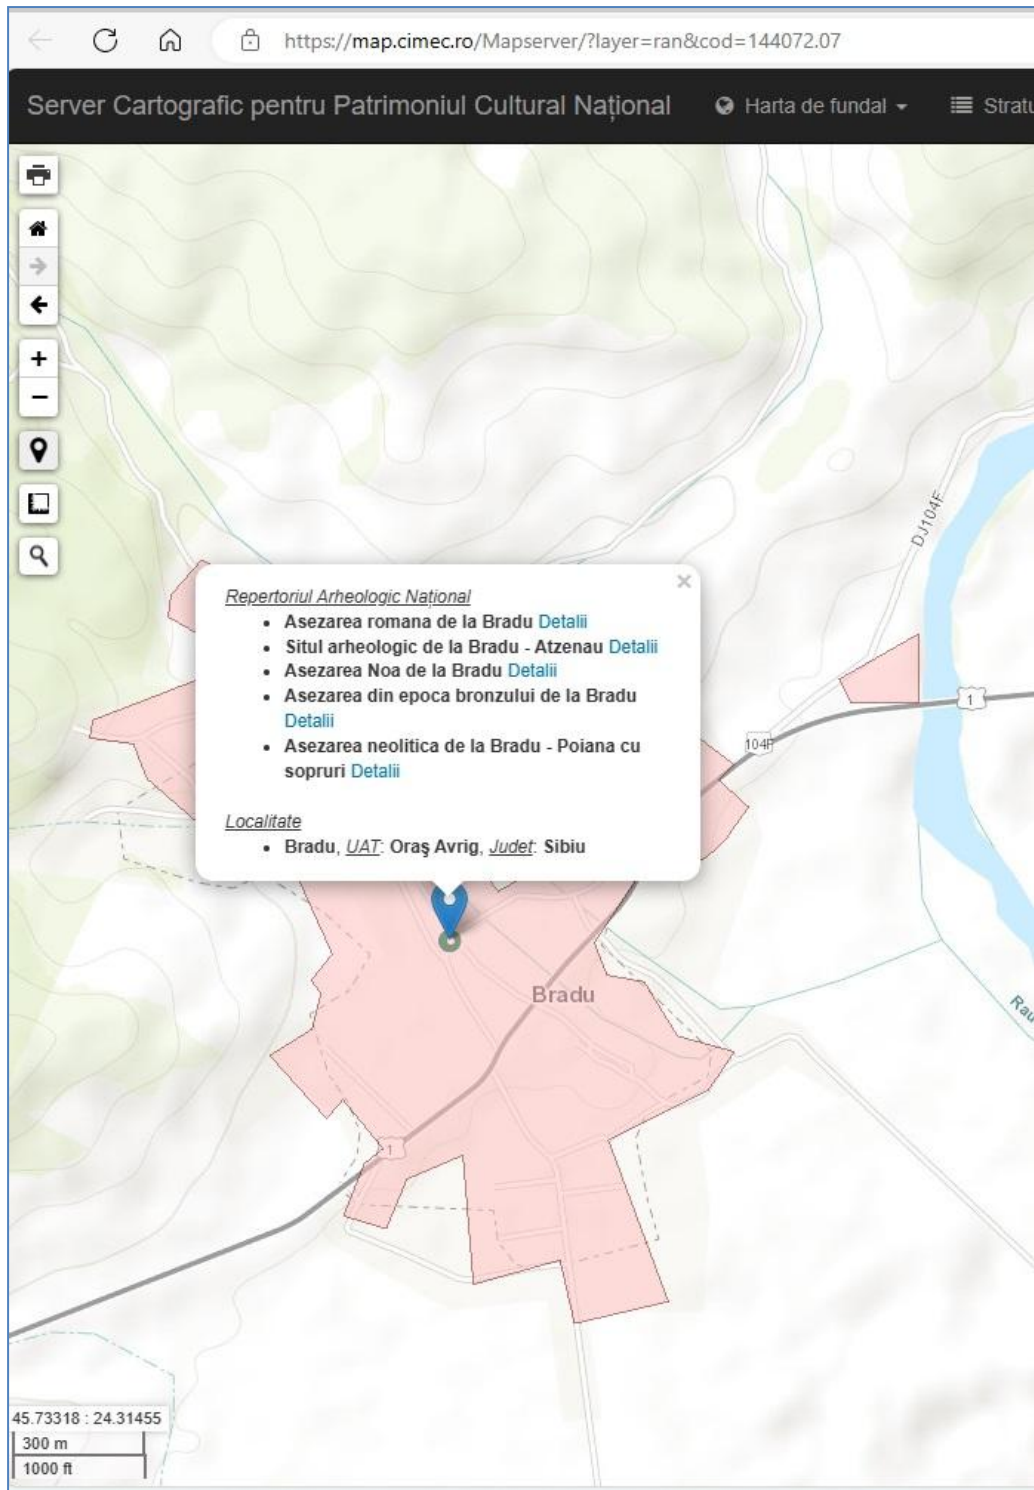 https://map.cimec.ro/Mapserver/?layer=ran&cod=144072.07
Server Cartografic pentru Patrimoniul Cultural Național
Harta de fundal
Stratu
DJ104F
Repertoriul Arheologic Național
Asezarea romana de la Bradu Detalii
Situl arheologic de la Bradu - Atzenau Detalii
Asezarea Noa de la Bradu Detalii
Asezarea din epoca bronzului de la Bradu
Detalii
Asezarea neolitica de la Bradu - Poiana cu
sopruri Detalii
Localitate
Bradu, UAT: Oraş Avrig, Judet: Sibiu
1
104F
Bradu
Rau
1
45.73318 : 24.31455
300 m
1000 ft